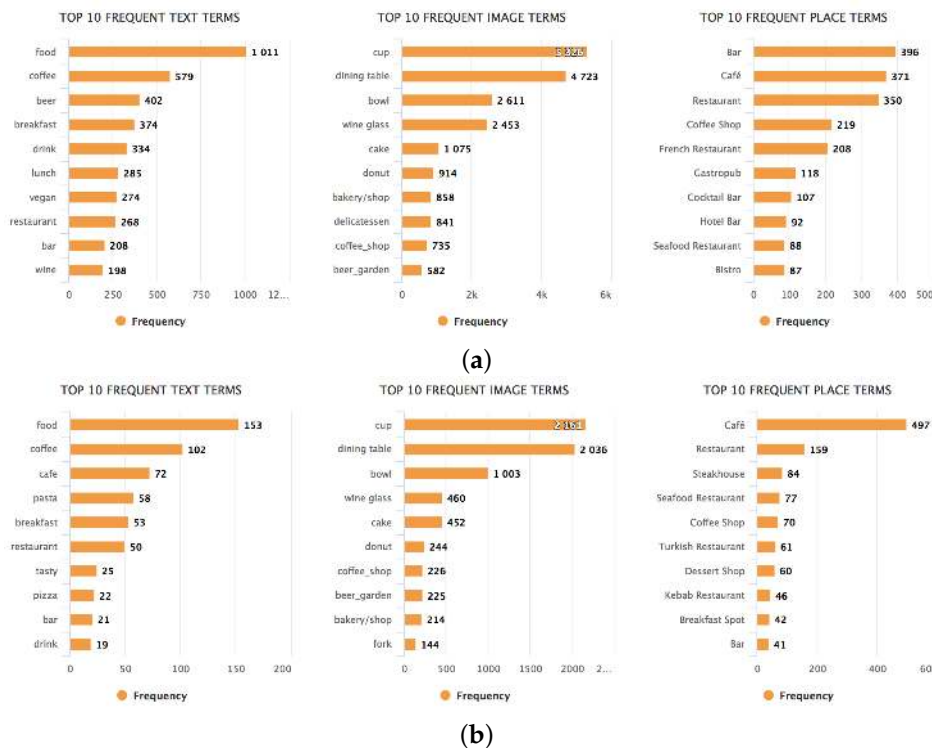 TOP 10 FREQUENT TEXT TERMS
food 1 011
coffee 579
beer 402
breakfast 374
drink 334
lunch 285
vegan 274
restaurant 268
bar 208
wine 198
0 250 500 750 1000 12...
Frequency
TOP 10 FREQUENT IMAGE TERMS
cup
dining table 4 723
bowl 2 611
wine glass 2 453
cake 1 075
donut 914
bakery/shop 858
delicatessen 841
coffee_shop 735
beer_garden 582
0 2k 4k 6k
Frequency
TOP 10 FREQUENT PLACE TERMS
Bar 396
Café 371
Restaurant 350
Coffee Shop 219
French Restaurant 208
Gastropub 118
Cocktail Bar 107
Hotel Bar 92
Seafood Restaurant 88
Bistro 87
0 100 200 300 400 500
Frequency
(a)
TOP 10 FREQUENT TEXT TERMS
food 153
coffee 102
cafe 72
pasta 58
breakfast 53
restaurant 50
tasty 25
pizza 22
bar 21
drink 19
0 50 100 150 200
Frequency
TOP 10 FREQUENT IMAGE TERMS
cup 2 161
dining table 2 036
bowl 1 003
wine glass 460
cake 452
donut 244
coffee_shop 226
beer_garden 225
bakery/shop 214
fork 144
0 500 1000 1500 2000 2...
Frequency
TOP 10 FREQUENT PLACE TERMS
Café 497
Restaurant 159
Steakhouse 84
Seafood Restaurant 77
Coffee Shop 70
Turkish Restaurant 61
Dessert Shop 60
Kebab Restaurant 46
Breakfast Spot 42
Bar 41
0 200 400
Frequency
(b)